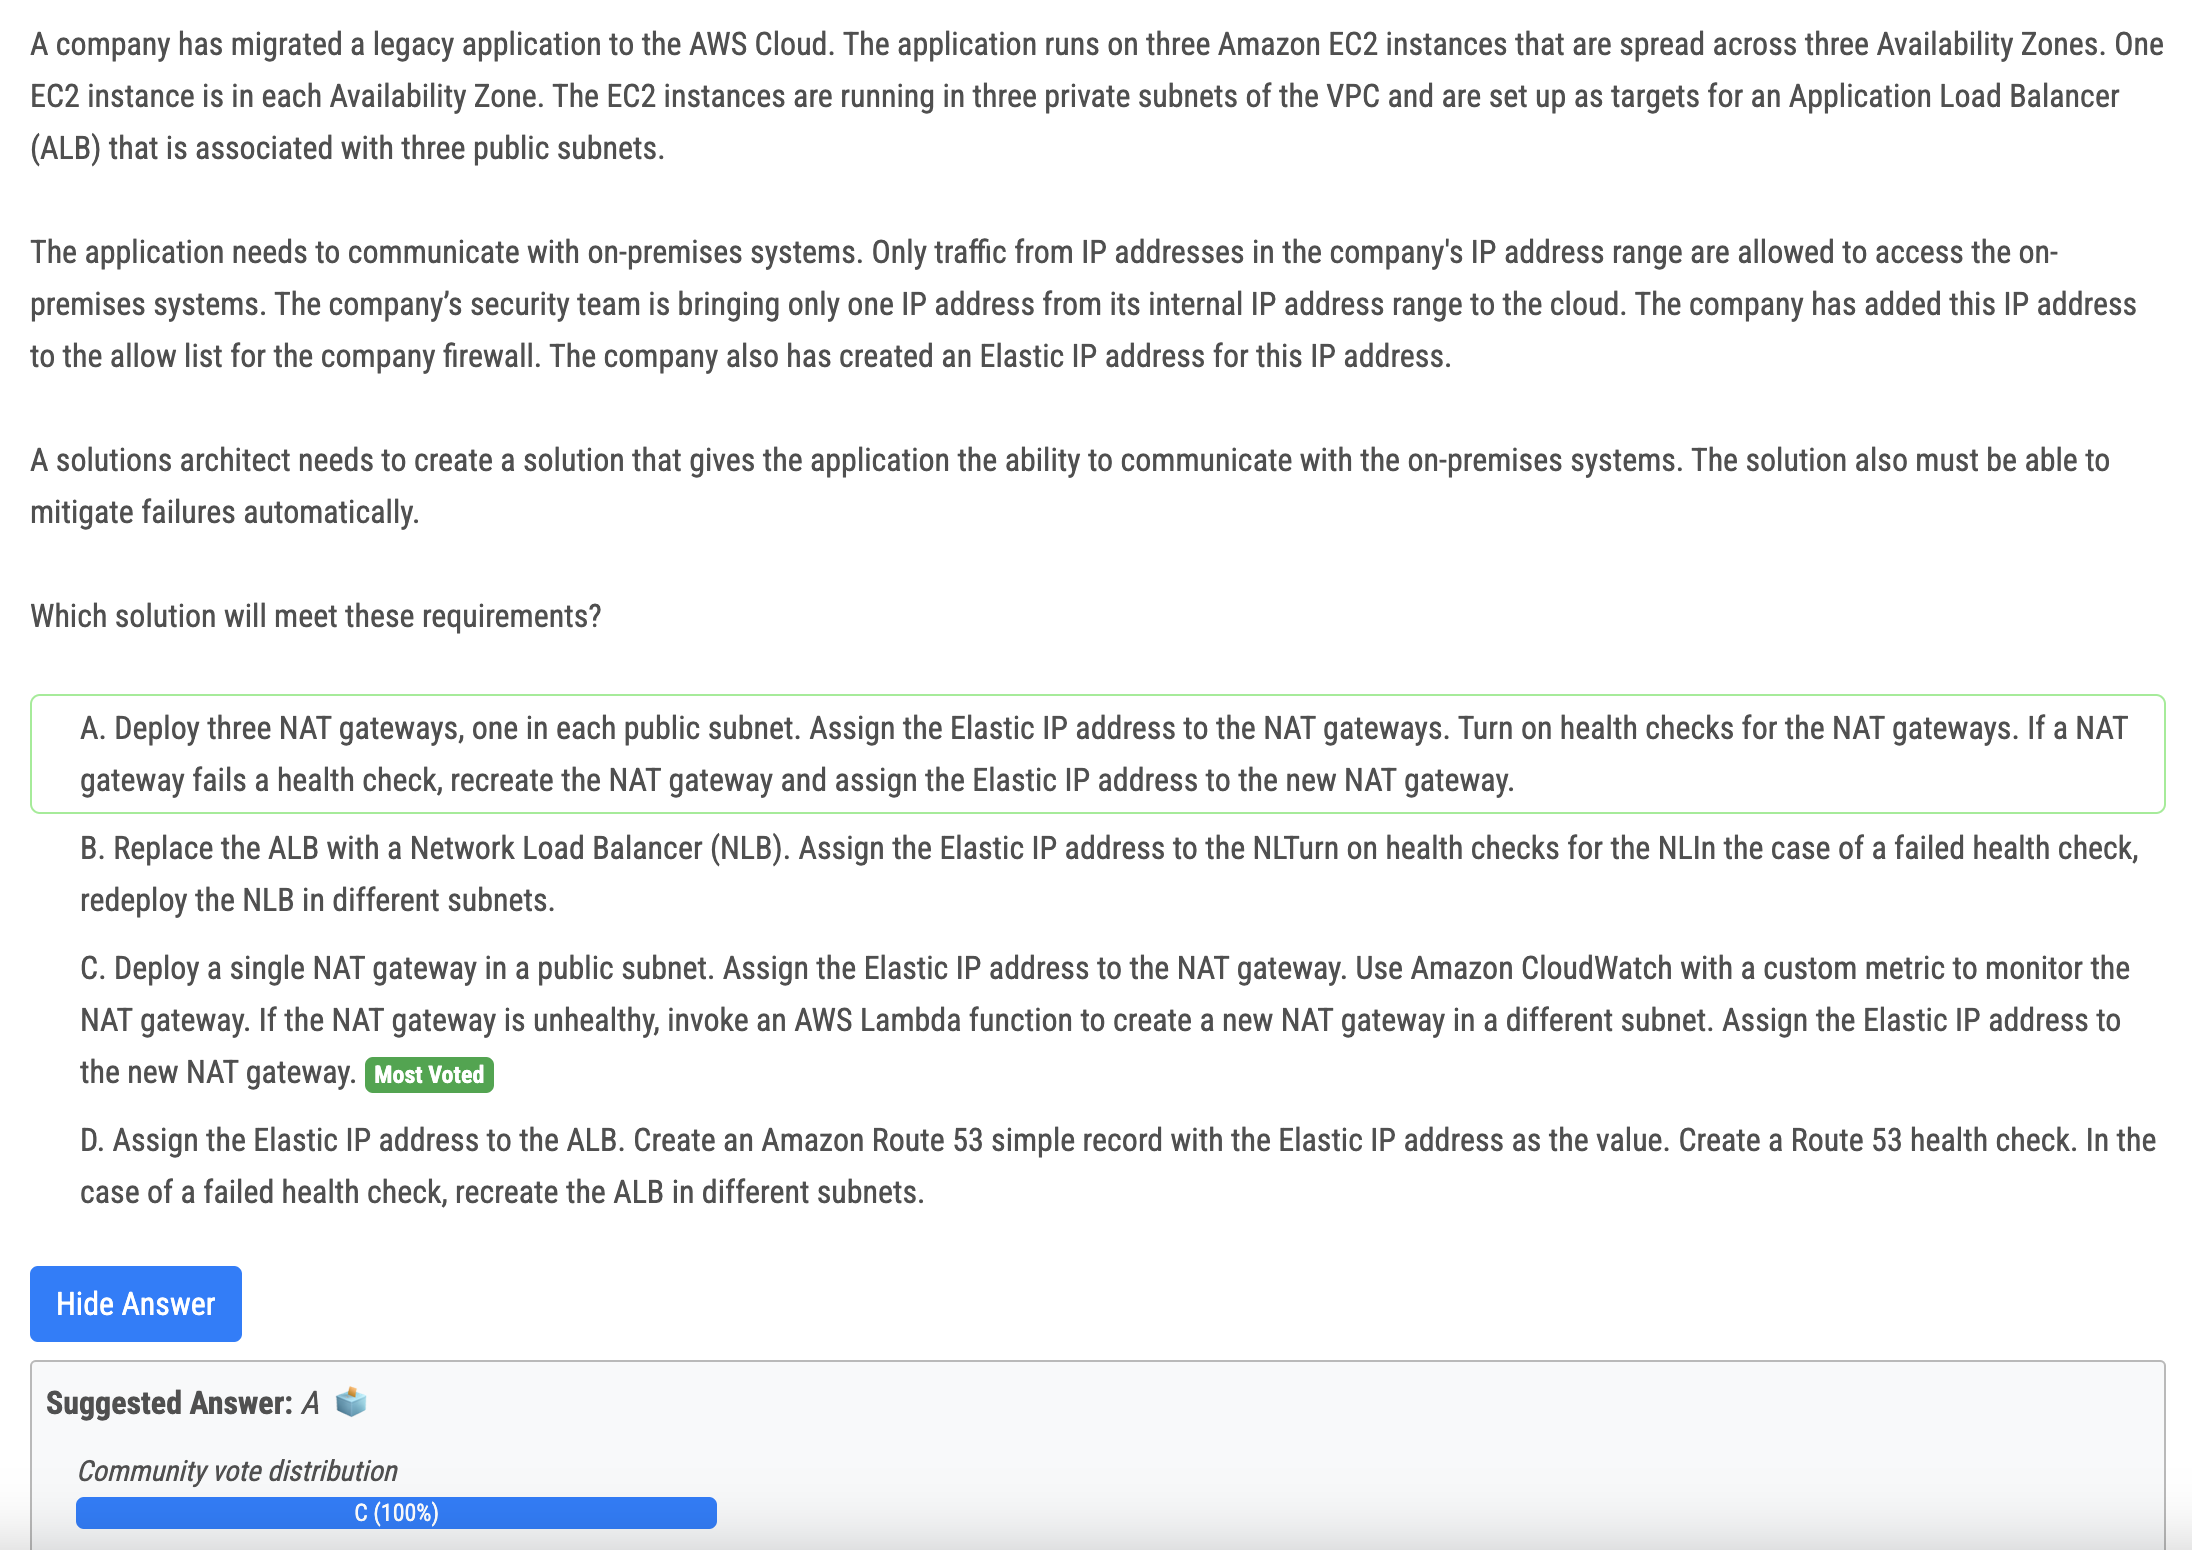 A company has migrated a legacy application to the AWS Cloud. The application runs on three Amazon EC2 instances that are spread across three Availability Zones. One
EC2 instance is in each Availability Zone. The EC2 instances are running in three private subnets of the VPC and are set up as targets for an Application Load Balancer
(ALB) that is associated with three public subnets.
The application needs to communicate with on-premises systems. Only traffic from IP addresses in the company's IP address range are allowed to access the on-
premises systems. The company’s security team is bringing only one IP address from its internal IP address range to the cloud. The company has added this IP address
to the allow list for the company firewall. The company also has created an Elastic IP address for this IP address.
A solutions architect needs to create a solution that gives the application the ability to communicate with the on-premises systems. The solution also must be able to
mitigate failures automatically.
Which solution will meet these requirements?
A. Deploy three NAT gateways, one in each public subnet. Assign the Elastic IP address to the NAT gateways. Turn on health checks for the NAT gateways. If a NAT
gateway fails a health check, recreate the NAT gateway and assign the Elastic IP address to the new NAT gateway.
B. Replace the ALB with a Network Load Balancer (NLB). Assign the Elastic IP address to the NLTurn on health checks for the NLIn the case of a failed health check,
redeploy the NLB in different subnets.
C. Deploy a single NAT gateway in a public subnet. Assign the Elastic IP address to the NAT gateway. Use Amazon CloudWatch with a custom metric to monitor the
NAT gateway. If the NAT gateway is unhealthy, invoke an AWS Lambda function to create a new NAT gateway in a different subnet. Assign the Elastic IP address to
the new NAT gateway. Most Voted
D. Assign the Elastic IP address to the ALB. Create an Amazon Route 53 simple record with the Elastic IP address as the value. Create a Route 53 health check. In the
case of a failed health check, recreate the ALB in different subnets.
Hide Answer
Suggested Answer: A
Community vote distribution
C (100%)